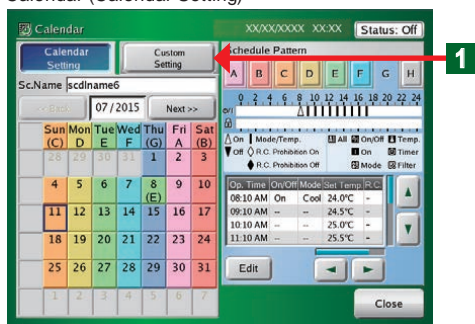 Calendar (Calendar Setting)
Calendar XX/XX/XXXX XX:XX Status: Off
Calendar Setting
Custom Setting
1
Sc.Name scdlname6
<< Back 07 / 2015 Next >>
Sun (C) Mon D Tue E Wed F Thu (G) Fri A Sat (B)
28 29 30 31 1 2 3
4 5 6 7 8 (E) 9 10
11 12 13 14 15 16 17
18 19 20 21 22 23 24
25 26 27 28 29 30 31
1 2 3 4 5 6 7
Schedule Pattern
A B C D E F G H
0 2 4 6 8 10 12 14 16 18 20 22 24
On Mode/Temp. All On/Off Temp.
Off R.C. Prohibition On On Timer
R.C. Prohibition Off Mode Filter
Op. Time On/Off Mode Set Temp R.C.
08:10 AM On Cool 24.0°C -
09:10 AM -- -- 24.5°C -
10:10 AM -- -- 25.0°C -
11:10 AM -- -- 25.5°C -
Edit
Close